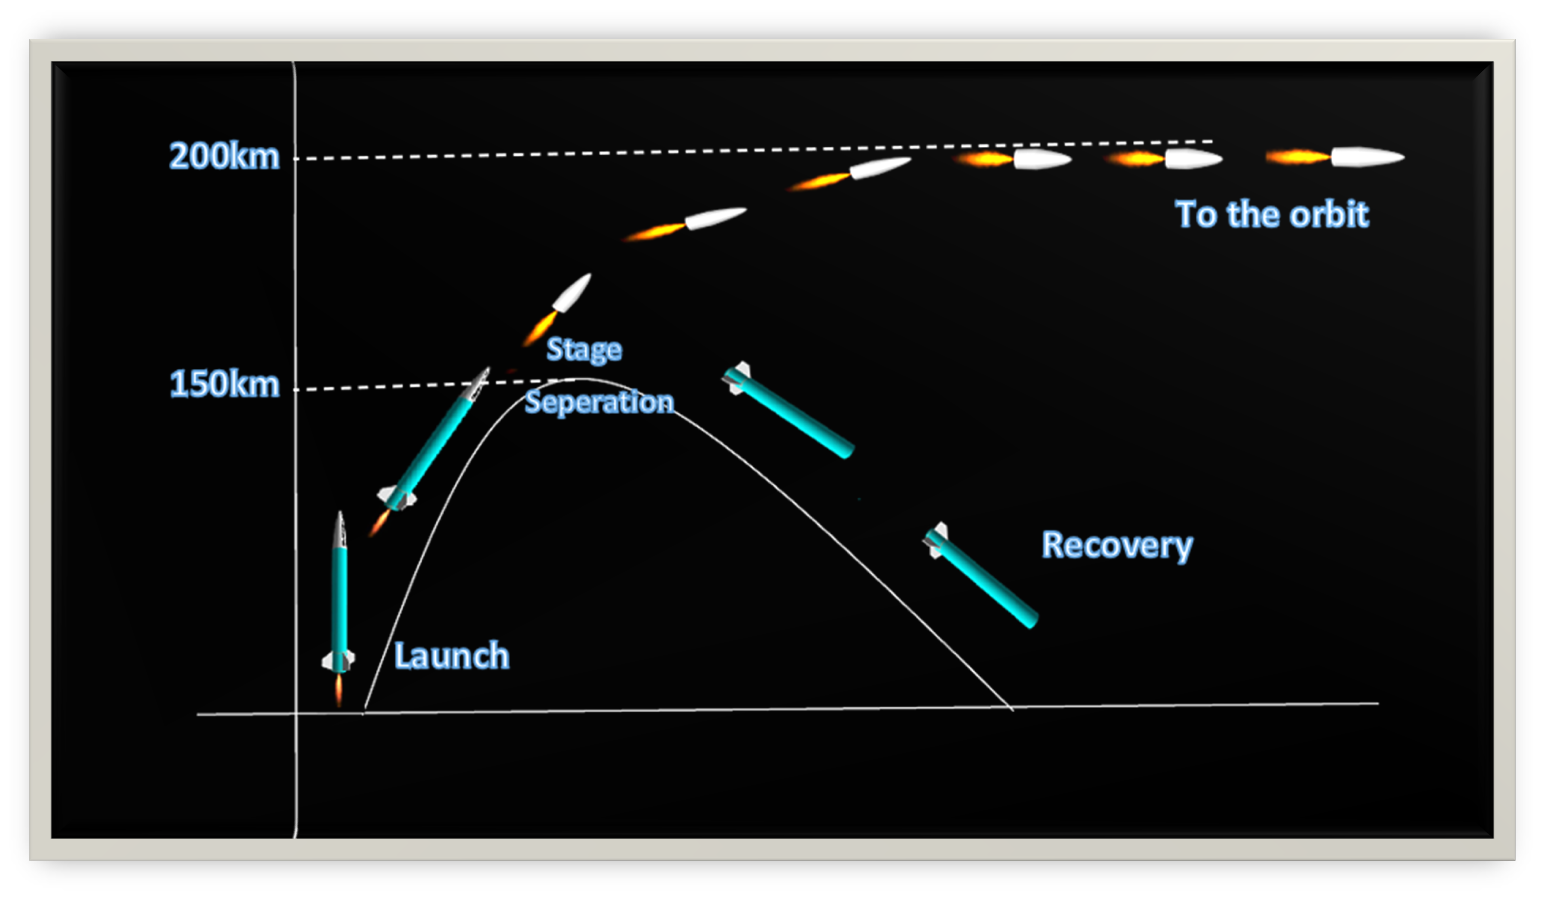 200km
To the orbit
Stage
150km
Seperation
Recovery
Launch